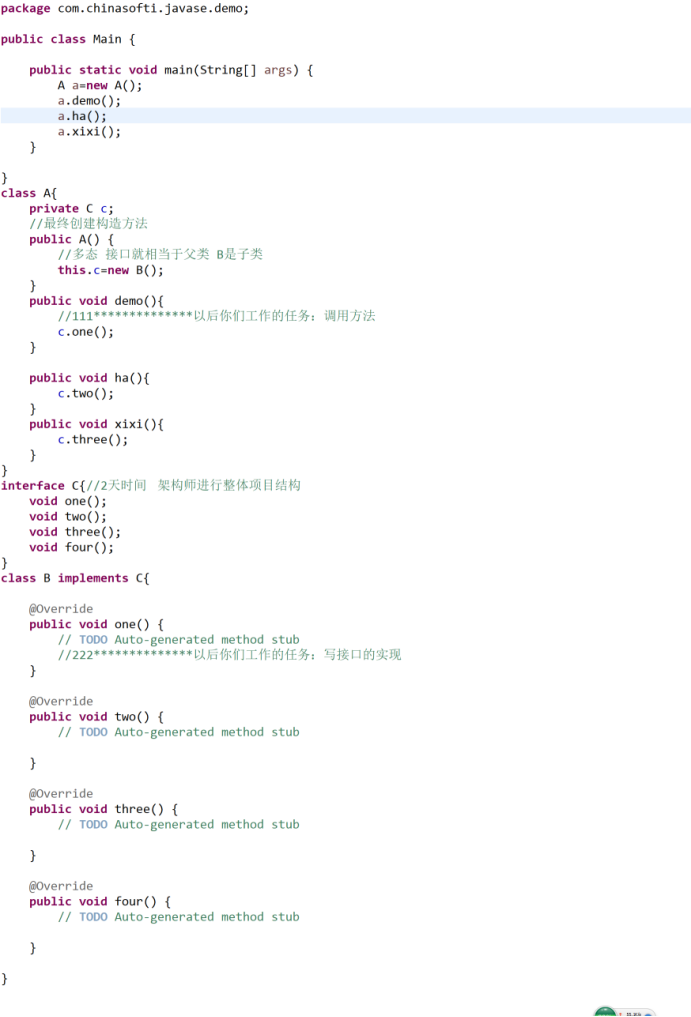 package com.chinasofti.javase.demo;
public class Main {
public static void main(String[] args) {
A a=new A();
a.demo();
a.ha();
a.xixi();
}
}
class A{
private C c;
//最终创建构造方法
public A() {
//多态 接口就相当于父类 B是子类
this.c=new B();
}
public void demo(){
//111**************以后你们工作的任务：调用方法
c.one();
}
public void ha(){
c.two();
}
public void xixi(){
c.three();
}
}
interface C{//2天时间 架构师进行整体项目结构
void one();
void two();
void three();
void four();
}
class B implements C{
@Override
public void one() {
// TODO Auto-generated method stub
//222**************以后你们工作的任务：写接口的实现
}
@Override
public void two() {
// TODO Auto-generated method stub
}
@Override
public void three() {
// TODO Auto-generated method stub
}
@Override
public void four() {
// TODO Auto-generated method stub
}
}